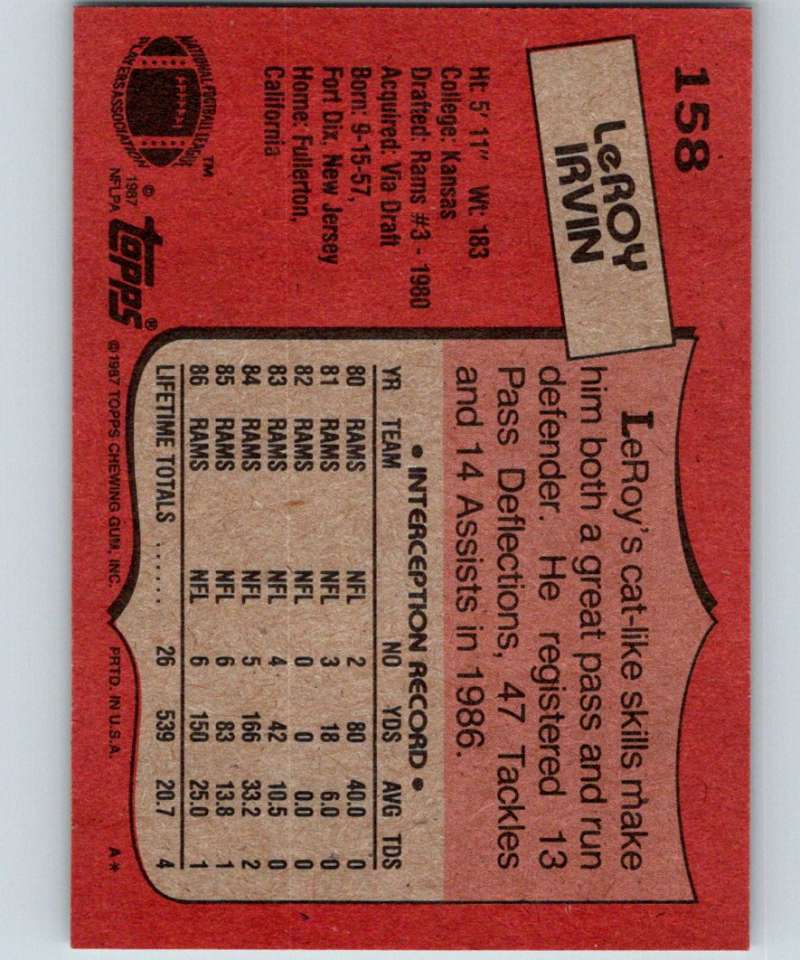 158
LeROY
IRVIN
Ht: 5' 11" Wt: 183
College: Kansas
Drafted: Rams #3 - 1980
Acquired: Via Draft
Born: 9-15-57,
Fort Dix, New Jersey
Home: Fullerton,
California
NATIONAL FOOTBALL LEAGUE
PLAYERS ASSOCIATION
TM
© 1987
NFLPA
topps®
LeRoy's cat-like skills make
him both a great pass and run
defender. He registered 13
Pass Deflections, 47 Tackles
and 14 Assists in 1986.
• INTERCEPTION RECORD •
YR TEAM NO YDS AVG TDS
80 RAMS NFL 2 80 40.0 0
81 RAMS NFL 3 18 6.0 0
82 RAMS NFL 0 0 0.0 0
83 RAMS NFL 4 42 10.5 0
84 RAMS NFL 5 166 33.2 2
85 RAMS NFL 6 83 13.8 1
86 RAMS NFL 6 150 25.0 1
LIFETIME TOTALS ...... 26 539 20.7 4
© 1987 TOPPS CHEWING GUM, INC. PRTD. IN U.S.A. A*